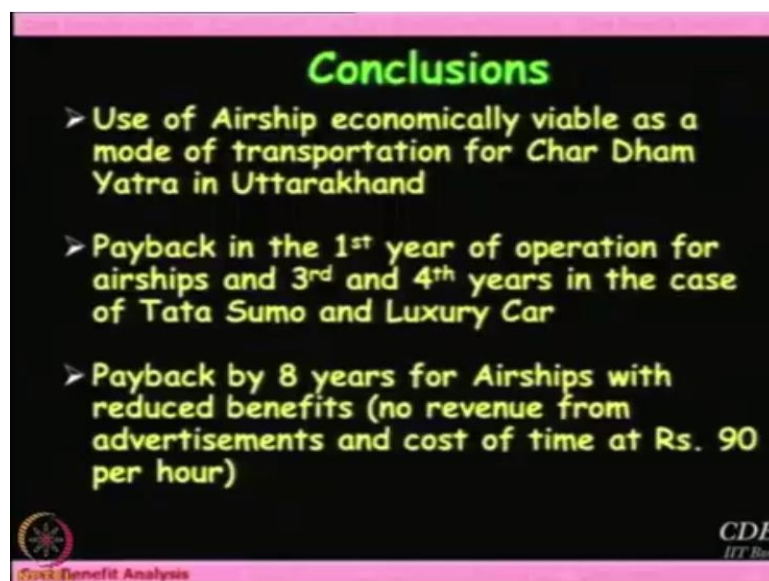 Conclusions
➢ Use of Airship economically viable as a
mode of transportation for Char Dham
Yatra in Uttarakhand
➢ Payback in the 1st year of operation for
airships and 3rd and 4th years in the case
of Tata Sumo and Luxury Car
➢ Payback by 8 years for Airships with
reduced benefits (no revenue from
advertisements and cost of time at Rs. 90
per hour)
IIT
Benefit Analysis